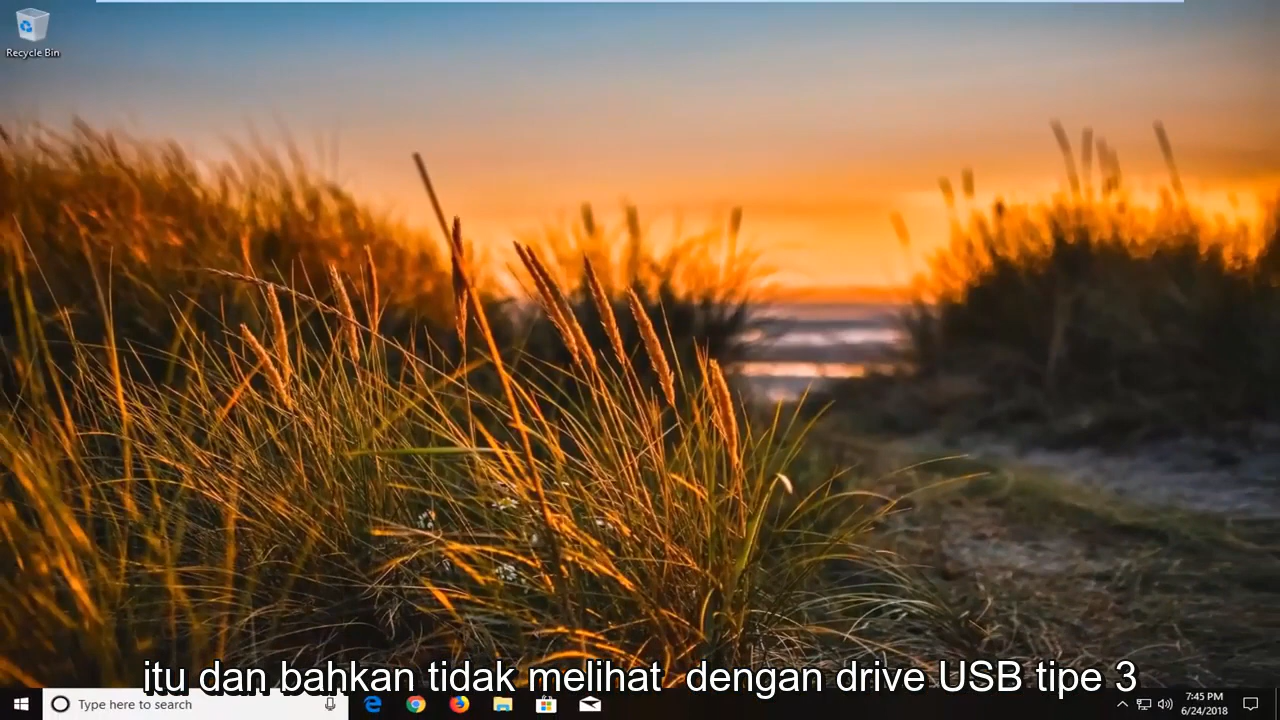 Recycle Bin
itu dan bahkan tidak melihat  dengan drive USB tipe 3
Type here to search
7:45 PM
6/24/2018